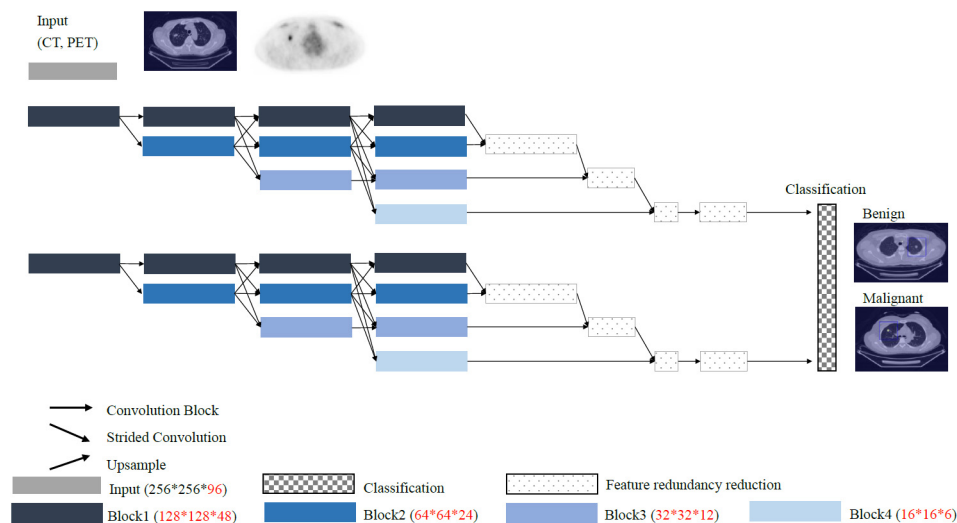 Input
(CT, PET)
Classification
Benign
Malignant
Convolution Block
Strided Convolution
Upsample
Input (256*256*96)
Classification
Feature redundancy reduction
Block1 (128*128*48)
Block2 (64*64*24)
Block3 (32*32*12)
Block4 (16*16*6)